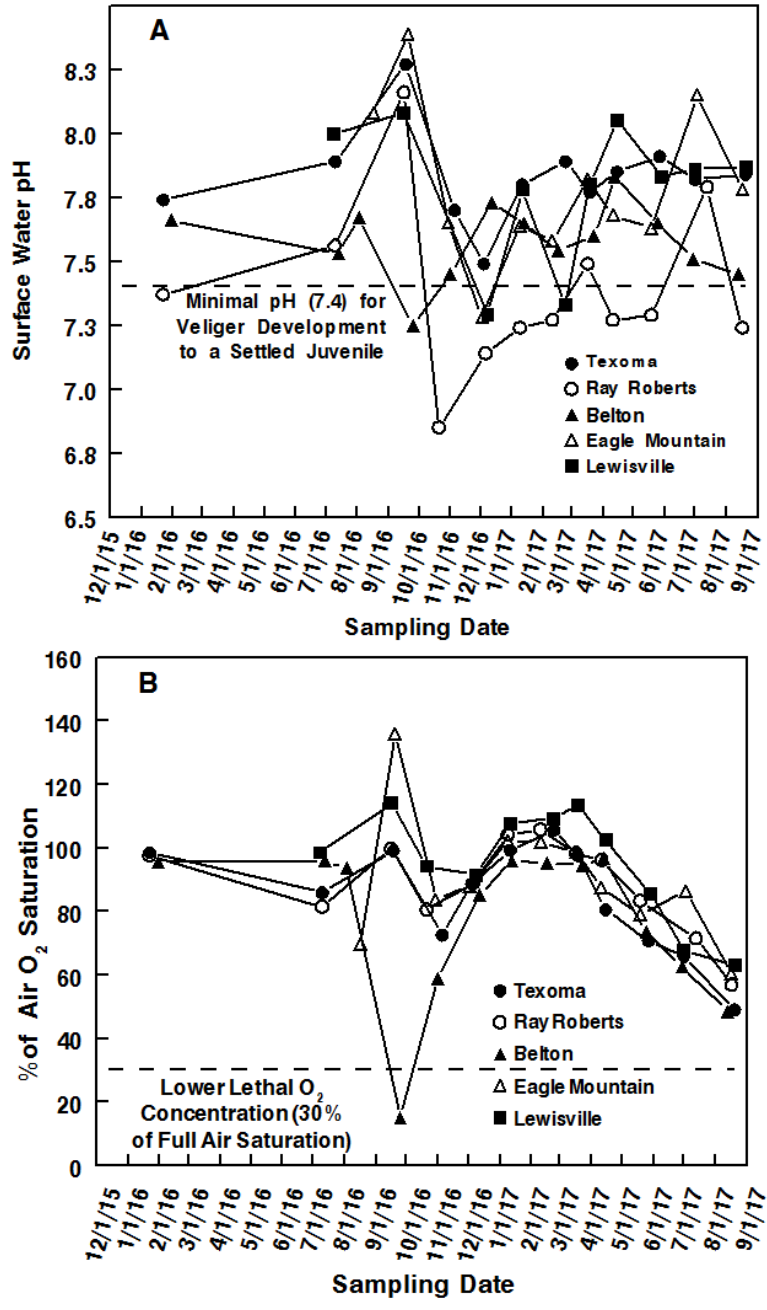 A
8.3
8.0
7.8
7.5
7.3
7.0
6.8
6.5
Surface Water pH
Minimal pH (7.4) for
Veliger Development
to a Settled Juvenile
Texoma
Ray Roberts
Belton
Eagle Mountain
Lewisville
12/1/15
1/1/16
2/1/16
4/1/16
5/1/16
6/1/16
7/1/16
8/1/16
9/1/16
10/1/16
11/1/16
12/1/16
1/1/17
2/1/17
3/1/17
4/1/17
5/1/17
6/1/17
7/1/17
8/1/17
9/1/17
Sampling Date
B
160
140
120
100
80
60
40
20
0
% of Air O2 Saturation
Lower Lethal O2
Concentration (30%
of Full Air Saturation)
Texoma
Ray Roberts
Belton
Eagle Mountain
Lewisville
12/1/15
1/1/16
2/1/16
4/1/16
5/1/16
6/1/16
7/1/16
8/1/16
9/1/16
10/1/16
11/1/16
12/1/16
1/1/17
2/1/17
3/1/17
4/1/17
5/1/17
6/1/17
7/1/17
8/1/17
9/1/17
Sampling Date